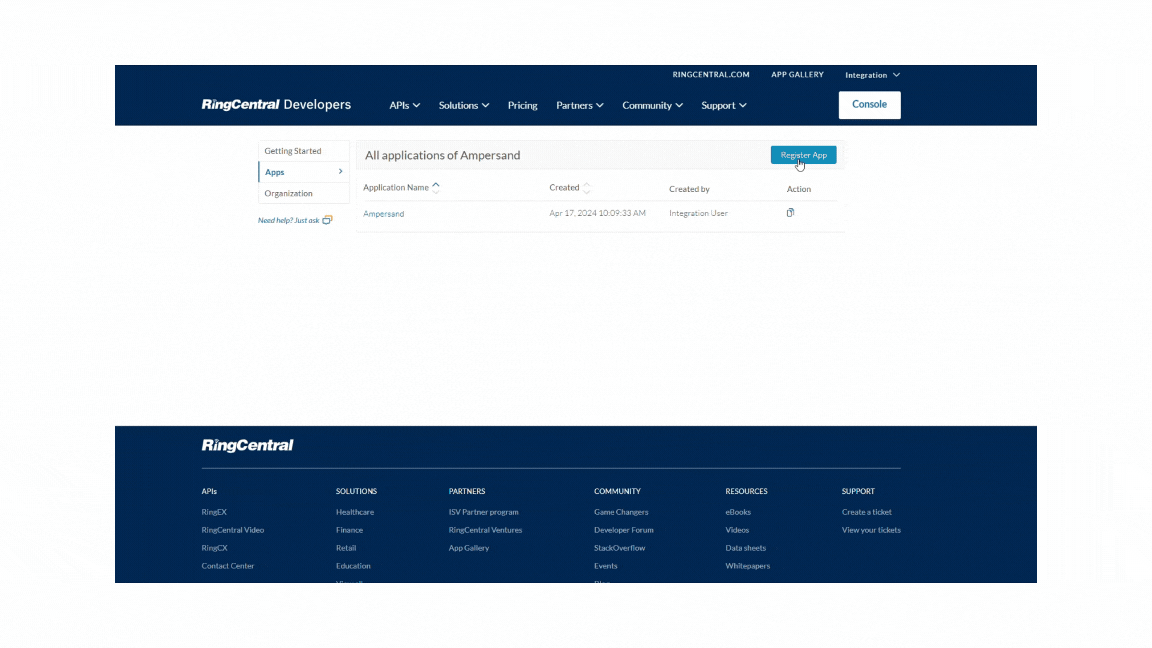 RINGCENTRAL.COM APP GALLERY Integration
RingCentral Developers APIs Solutions Pricing Partners Community Support Console
Getting Started
Apps
Organization
Need help? Just ask
All applications of Ampersand Register App
Application Name Created Created by Action
Ampersand Apr 17, 2024 10:09:33 AM Integration User
RingCentral
APIs SOLUTIONS PARTNERS COMMUNITY RESOURCES SUPPORT
RingEX Healthcare ISV Partner program Game Changers eBooks Create a ticket
RingCentral Video Finance RingCentral Ventures Developer Forum Videos View your tickets
RingCX Retail App Gallery StackOverflow Data sheets
Contact Center Education Events Whitepapers